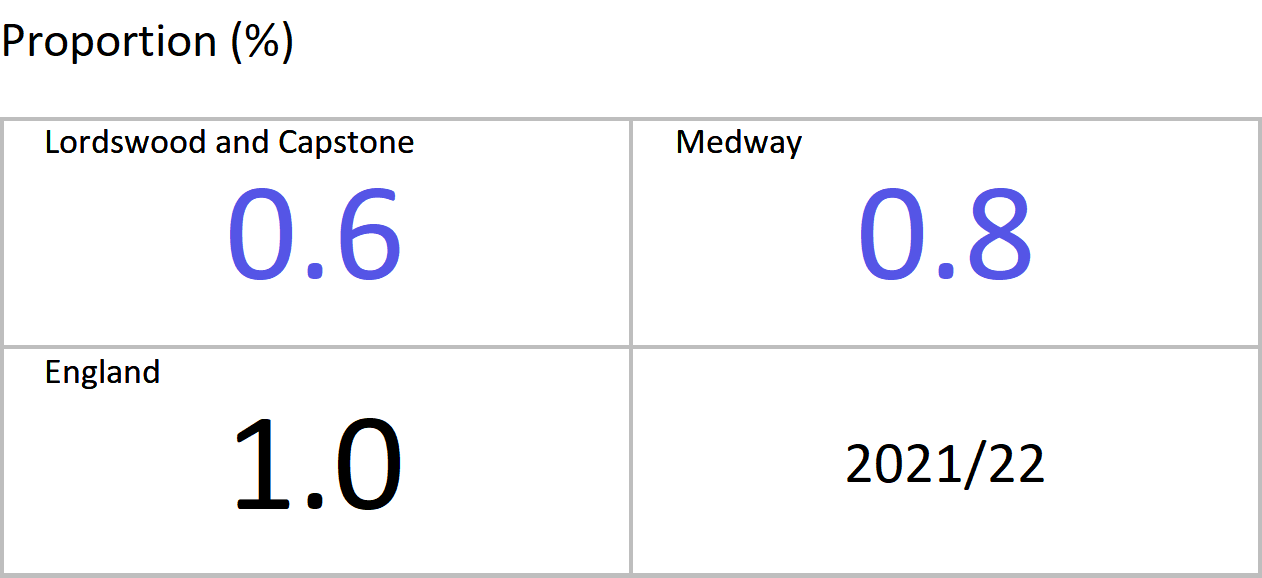 Proportion (%)
Lordswood and Capstone
0.6
Medway
0.8
England
1.0
2021/22